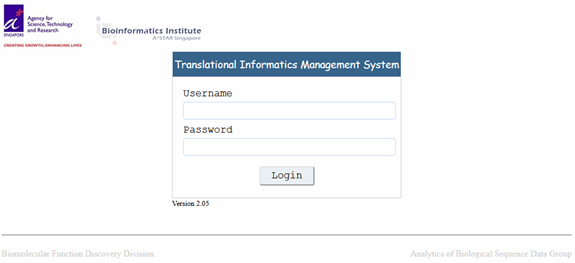 Agency for
Science, Technology
and Research
SINGAPORE
CREATING GROWTH, ENHANCING LIVES
Bioinformatics Institute
A*STAR Singapore
Translational Informatics Management System
Username
Password
Login
Version 2.05
Biomolecular Function Discovery Division
Analytics of Biological Sequence Data Group